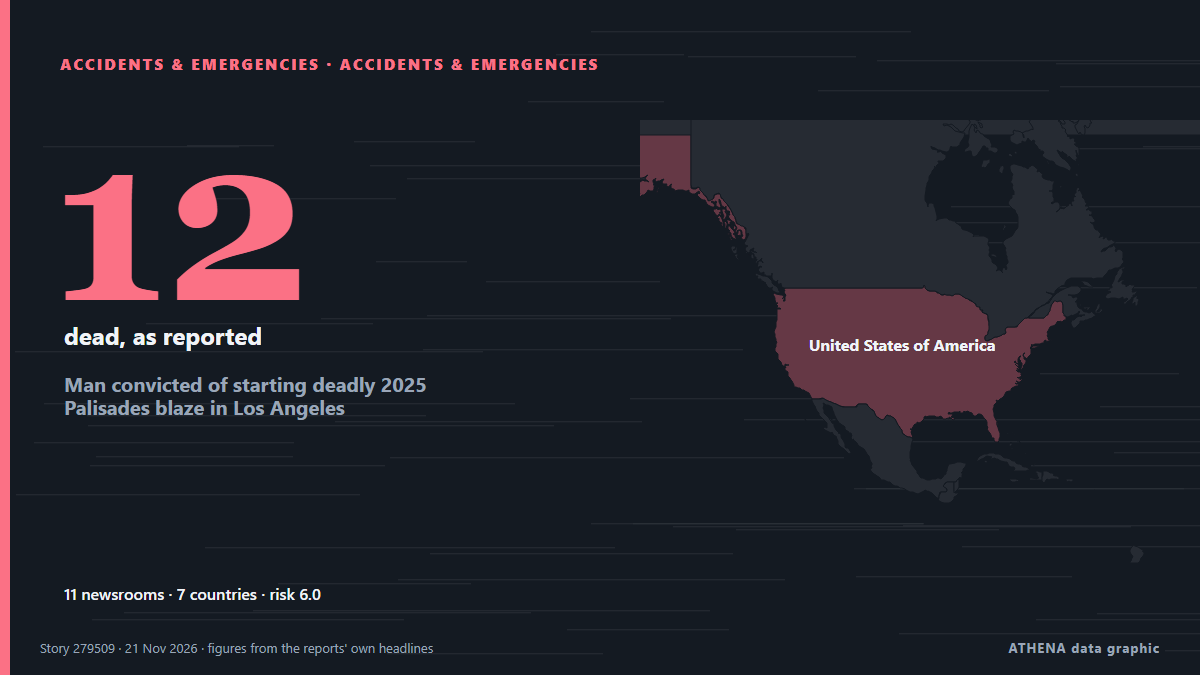 ACCIDENTS & EMERGENCIES · ACCIDENTS & EMERGENCIES
12
dead, as reported
Man convicted of starting deadly 2025
Palisades blaze in Los Angeles
United States of America
11 newsrooms · 7 countries · risk 6.0
Story 279509 · 21 Nov 2026 · figures from the reports' own headlines
ATHENA data graphic